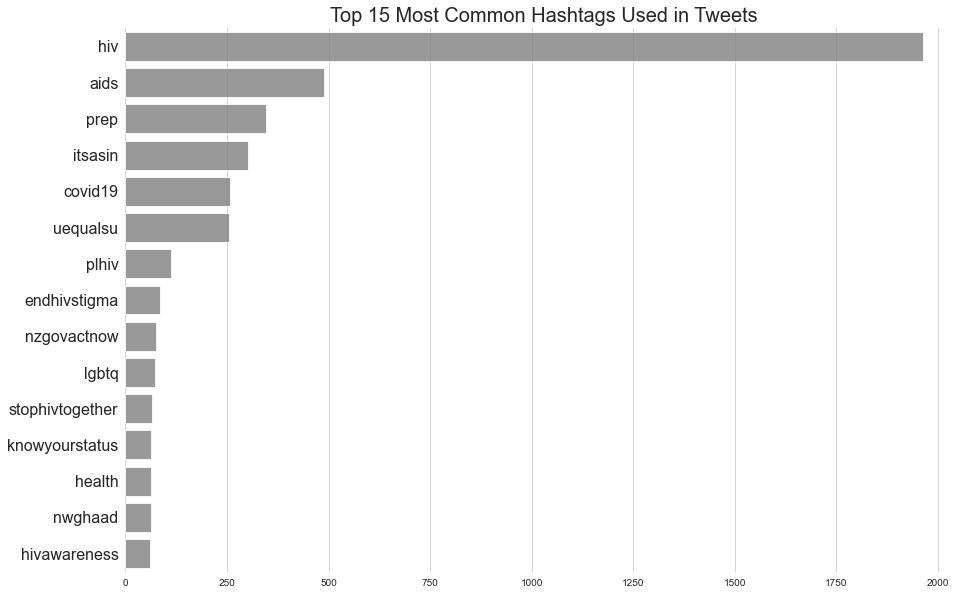 Top 15 Most Common Hashtags Used in Tweets
hiv
aids
prep
itsasin
covid19
uequalsu
plhiv
endhivstigma
nzgovactnow
lgbtq
stophivtogether
knowyourstatus
health
nwghaad
hivawareness
0 250 500 750 1000 1250 1500 1750 2000